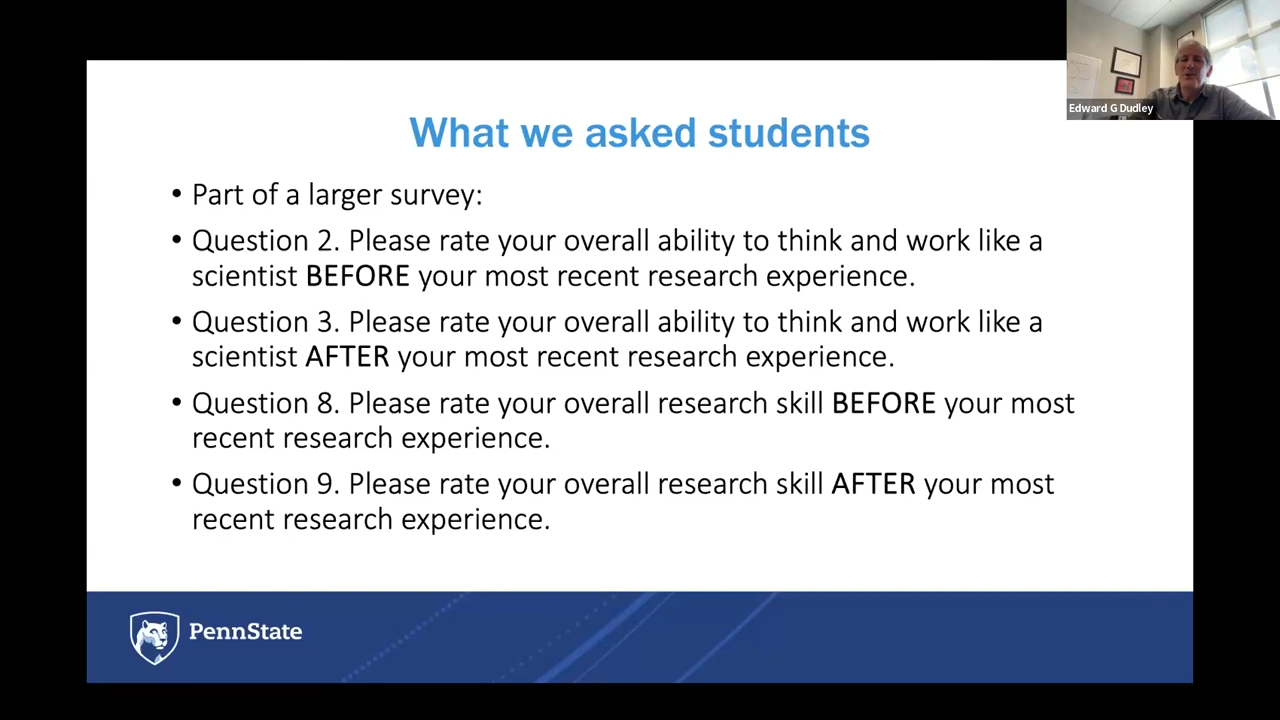 Edward G Dudley
What we asked students
• Part of a larger survey:
• Question 2. Please rate your overall ability to think and work like a
scientist BEFORE your most recent research experience.
• Question 3. Please rate your overall ability to think and work like a
scientist AFTER your most recent research experience.
• Question 8. Please rate your overall research skill BEFORE your most
recent research experience.
• Question 9. Please rate your overall research skill AFTER your most
recent research experience.
PennState